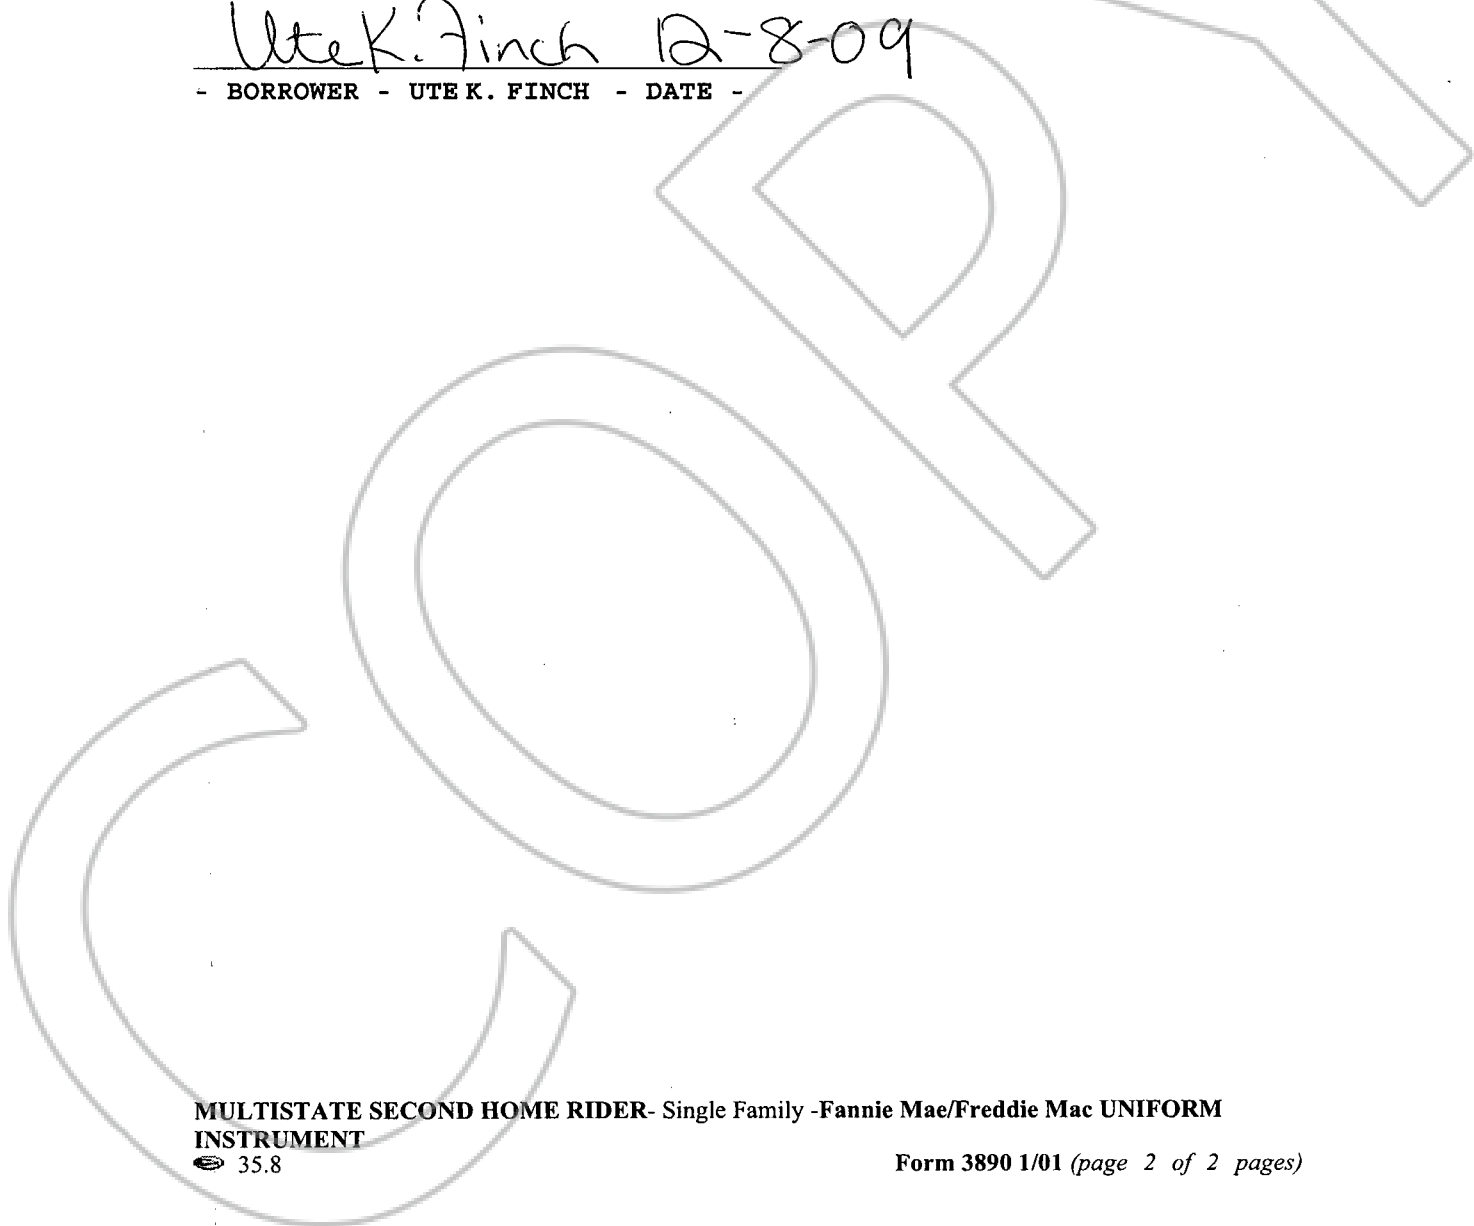 Ute K. Finch 12-8-09
- BORROWER - UTE K. FINCH - DATE -
COPY
MULTISTATE SECOND HOME RIDER- Single Family -Fannie Mae/Freddie Mac UNIFORM
INSTRUMENT
35.8 Form 3890 1/01 (page 2 of 2 pages)